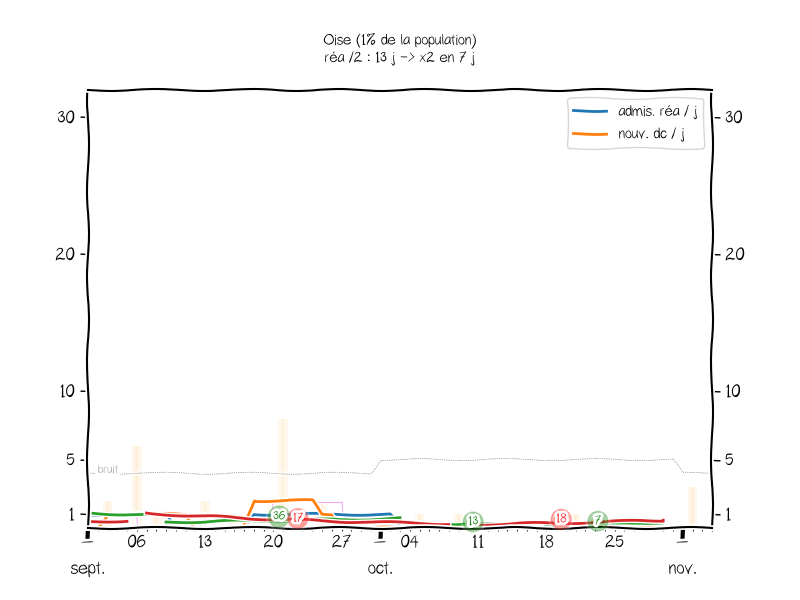 Oise (1% de la population)
réa /2 : 13 j -> x2 en 7 j
admis. réa / j
nouv. dc / j
30
30
20
20
10
10
5
5
bruit
1
1
36
17
13
18
7
06
13
20
27
04
11
18
25
sept.
oct.
nov.